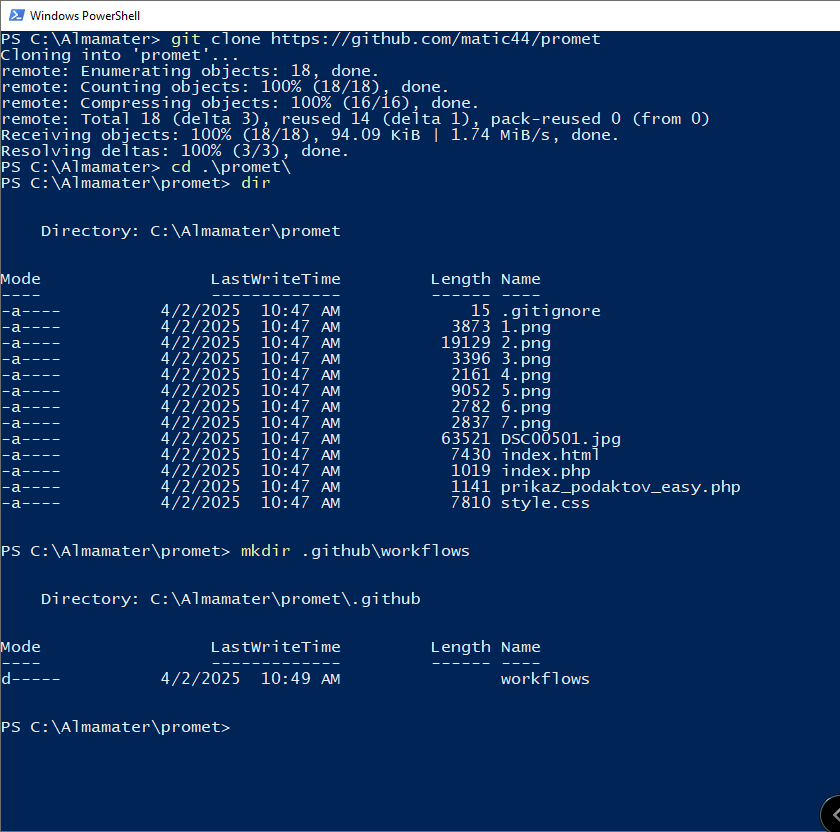 Windows PowerShell
PS C:\Almamater> git clone https://github.com/matic44/promet
Cloning into 'promet'...
remote: Enumerating objects: 18, done.
remote: Counting objects: 100% (18/18), done.
remote: Compressing objects: 100% (16/16), done.
remote: Total 18 (delta 3), reused 14 (delta 1), pack-reused 0 (from 0)
Receiving objects: 100% (18/18), 94.09 KiB | 1.74 MiB/s, done.
Resolving deltas: 100% (3/3), done.
PS C:\Almamater> cd .\promet\
PS C:\Almamater\promet> dir
Directory: C:\Almamater\promet
Mode LastWriteTime Length Name
---- ------------- ------ ----
-a---- 4/2/2025 10:47 AM 15 .gitignore
-a---- 4/2/2025 10:47 AM 3873 1.png
-a---- 4/2/2025 10:47 AM 19129 2.png
-a---- 4/2/2025 10:47 AM 3396 3.png
-a---- 4/2/2025 10:47 AM 2161 4.png
-a---- 4/2/2025 10:47 AM 9052 5.png
-a---- 4/2/2025 10:47 AM 2782 6.png
-a---- 4/2/2025 10:47 AM 2837 7.png
-a---- 4/2/2025 10:47 AM 63521 DSC00501.jpg
-a---- 4/2/2025 10:47 AM 7430 index.html
-a---- 4/2/2025 10:47 AM 1019 index.php
-a---- 4/2/2025 10:47 AM 1141 prikaz_podaktov_easy.php
-a---- 4/2/2025 10:47 AM 7810 style.css
PS C:\Almamater\promet> mkdir .github\workflows
Directory: C:\Almamater\promet\.github
Mode LastWriteTime Length Name
---- ------------- ------ ----
d----- 4/2/2025 10:49 AM workflows
PS C:\Almamater\promet>